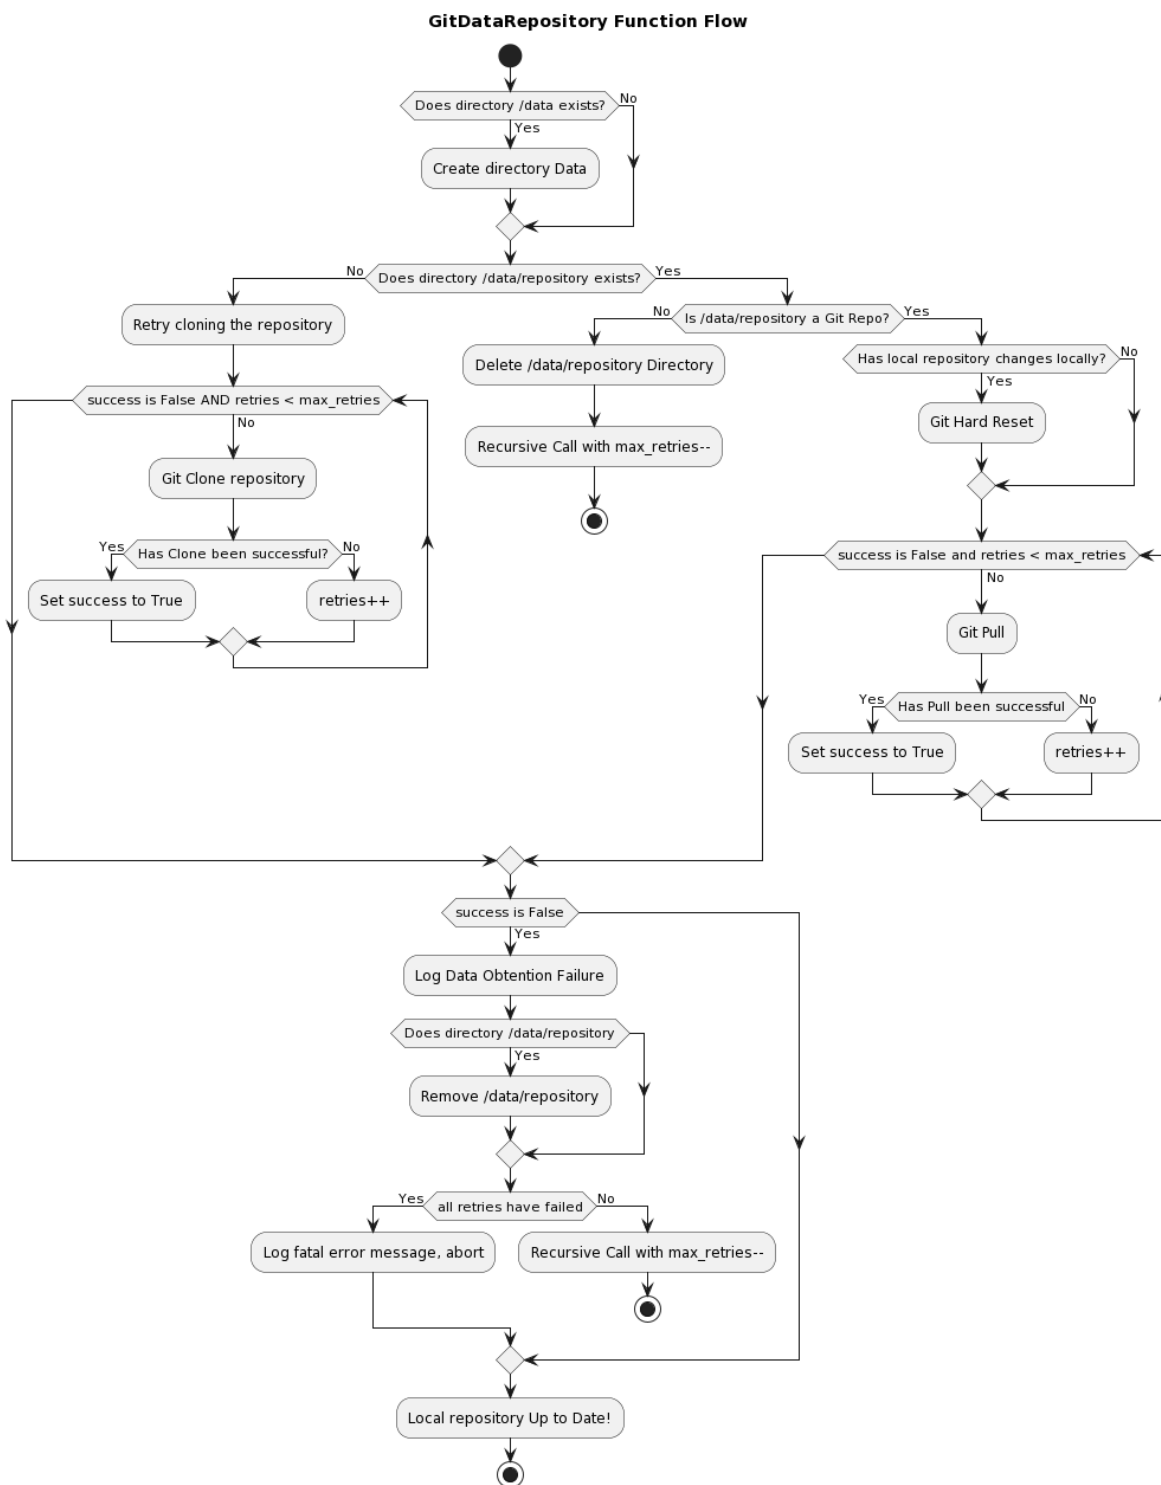 GitDataRepository Function Flow
Does directory /data exists?
No
Yes
Create directory Data
No
Does directory /data/repository exists?
Yes
Retry cloning the repository
success is False AND retries < max_retries
No
Git Clone repository
Yes
Has Clone been successful?
No
Set success to True
retries++
No
Is /data/repository a Git Repo?
Yes
Delete /data/repository Directory
Recursive Call with max_retries--
Has local repository changes locally?
No
Yes
Git Hard Reset
success is False and retries < max_retries
No
Git Pull
Yes
Has Pull been successful
No
Set success to True
retries++
success is False
Yes
Log Data Obtention Failure
Does directory /data/repository
Yes
Remove /data/repository
Yes
all retries have failed
No
Log fatal error message, abort
Recursive Call with max_retries--
Local repository Up to Date!